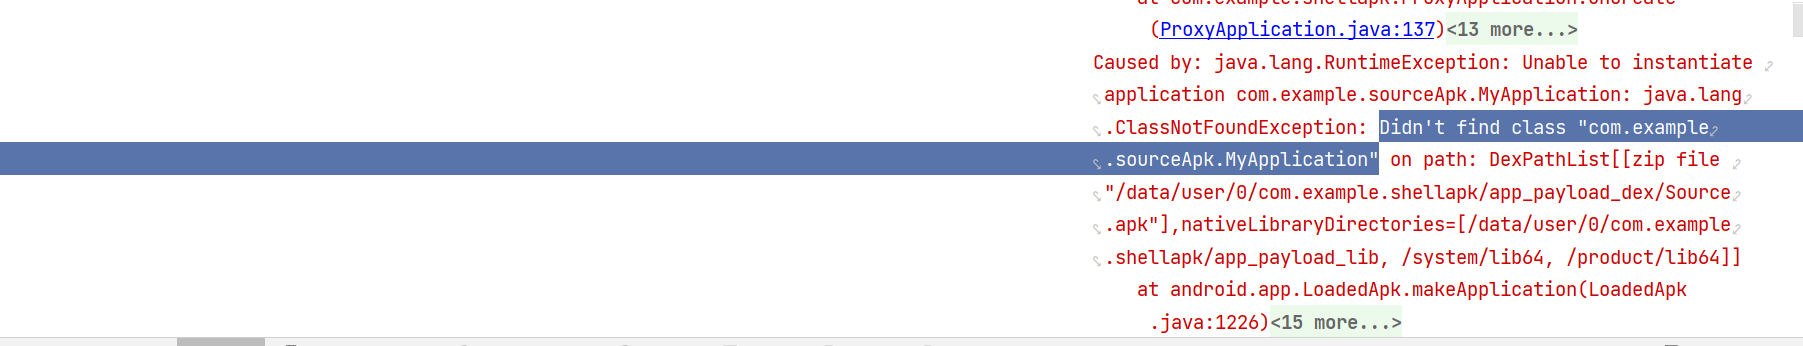 at com.example.shellapk.ProxyApplication.onCreate
(ProxyApplication.java:137)<13 more...>
Caused by: java.lang.RuntimeException: Unable to instantiate
application com.example.sourceApk.MyApplication: java.lang
.ClassNotFoundException: Didn't find class "com.example
.sourceApk.MyApplication" on path: DexPathList[[zip file
"/data/user/0/com.example.shellapk/app_payload_dex/Source
.apk"],nativeLibraryDirectories=[/data/user/0/com.example
.shellapk/app_payload_lib, /system/lib64, /product/lib64]]
at android.app.LoadedApk.makeApplication(LoadedApk
.java:1226)<15 more...>